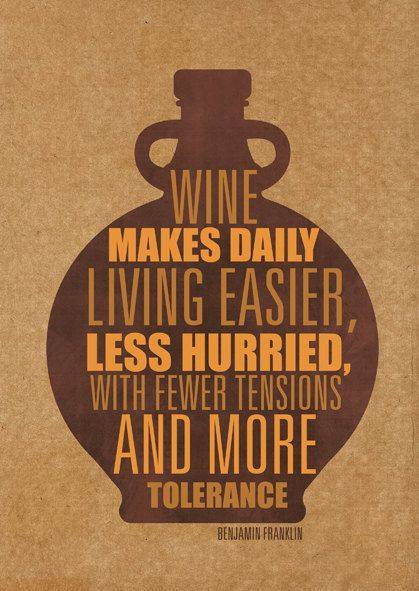 WINE
MAKES DAILY
LIVING EASIER,
LESS HURRIED,
WITH FEWER TENSIONS
AND MORE
TOLERANCE
BENJAMIN FRANKLIN